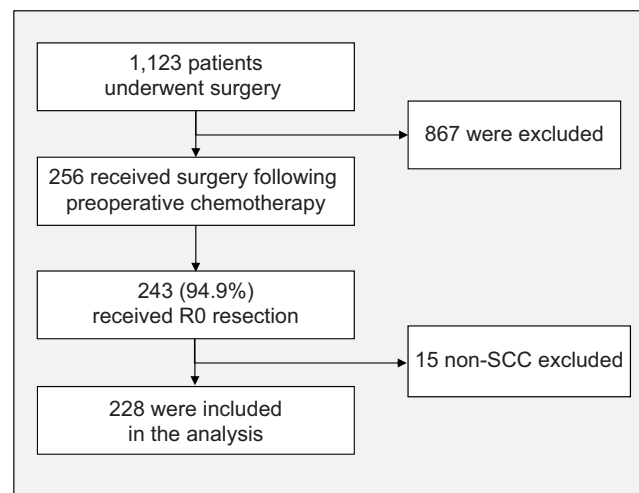 1,123 patients
underwent surgery
867 were excluded
256 received surgery following
preoperative chemotherapy
243 (94.9%)
received R0 resection
15 non-SCC excluded
228 were included
in the analysis